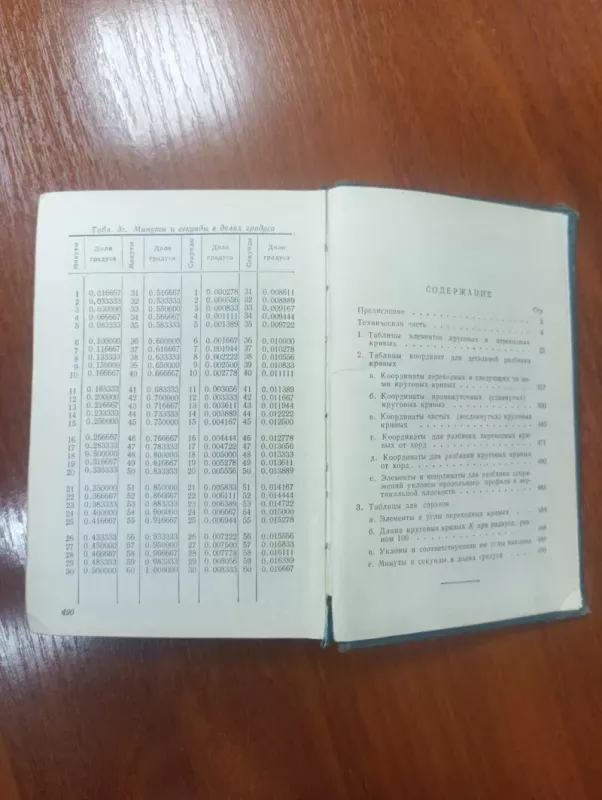 Табл. 3г. Минуты и секунды в долях градуса
Минуты Доли градуса Минуты Доли градуса Секунды Доли градуса Секунды Доли градуса
1 0,016667 31 0,516667 1 0,000278 31 0,008611
2 0,033333 32 0,533333 2 0,000556 32 0,008889
3 0,050000 33 0,550000 3 0,000833 33 0,009167
4 0,066667 34 0,566667 4 0,001111 34 0,009444
5 0,083333 35 0,583333 5 0,001389 35 0,009722
6 0,100000 36 0,600000 6 0,001667 36 0,010000
7 0,116667 37 0,616667 7 0,001944 37 0,010278
8 0,133333 38 0,633333 8 0,002222 38 0,010556
9 0,150000 39 0,650000 9 0,002500 39 0,010833
10 0,166667 40 0,666667 10 0,002778 40 0,011111
11 0,183333 41 0,683333 11 0,003056 41 0,011389
12 0,200000 42 0,700000 12 0,003333 42 0,011667
13 0,216667 43 0,716667 13 0,003611 43 0,011944
14 0,233333 44 0,733333 14 0,003889 44 0,012222
15 0,250000 45 0,750000 15 0,004167 45 0,012500
16 0,266667 46 0,766667 16 0,004444 46 0,012778
17 0,283333 47 0,783333 17 0,004722 47 0,013056
18 0,300000 48 0,800000 18 0,005000 48 0,013333
19 0,316667 49 0,816667 19 0,005278 49 0,013611
20 0,333333 50 0,833333 20 0,005556 50 0,013889
21 0,350000 51 0,850000 21 0,005833 51 0,014167
22 0,366667 52 0,866667 22 0,006111 52 0,014444
23 0,383333 53 0,883333 23 0,006389 53 0,014722
24 0,400000 54 0,900000 24 0,006667 54 0,015000
25 0,416667 55 0,916667 25 0,006944 55 0,015278
26 0,433333 56 0,933333 26 0,007222 56 0,015556
27 0,450000 57 0,950000 27 0,007500 57 0,015833
28 0,466667 58 0,966667 28 0,007778 58 0,016111
29 0,483333 59 0,983333 29 0,008056 59 0,016389
30 0,500000 60 1,000000 30 0,008333 60 0,016667
490
СОДЕРЖАНИЕ
Стр.
Предисловие 3
Техническая часть 4
1. Таблицы элементов круговых и переходных
кривых
2. Таблицы координат для детальной разбивки
кривых
а. Координаты переходных и следующих за ними
круговых кривых
б. Координаты промежуточных (сдвинутых)
круговых кривых
в. Координаты чистых (несдвинутых) круговых
кривых
г. Координаты для разбивки переходных кривых
от хорд 471
д. Координаты для разбивки круговых кривых
от хорд
е. Элементы и координаты для разбивки сопряжений
уклонов продольного профиля в вертикальной
плоскости
3. Таблицы для справок
а. Элементы и углы переходных кривых
б. Длина круговых кривых К при радиусе, равном
100
в. Уклоны и соответствующие им углы наклона
г. Минуты и секунды в долях градуса